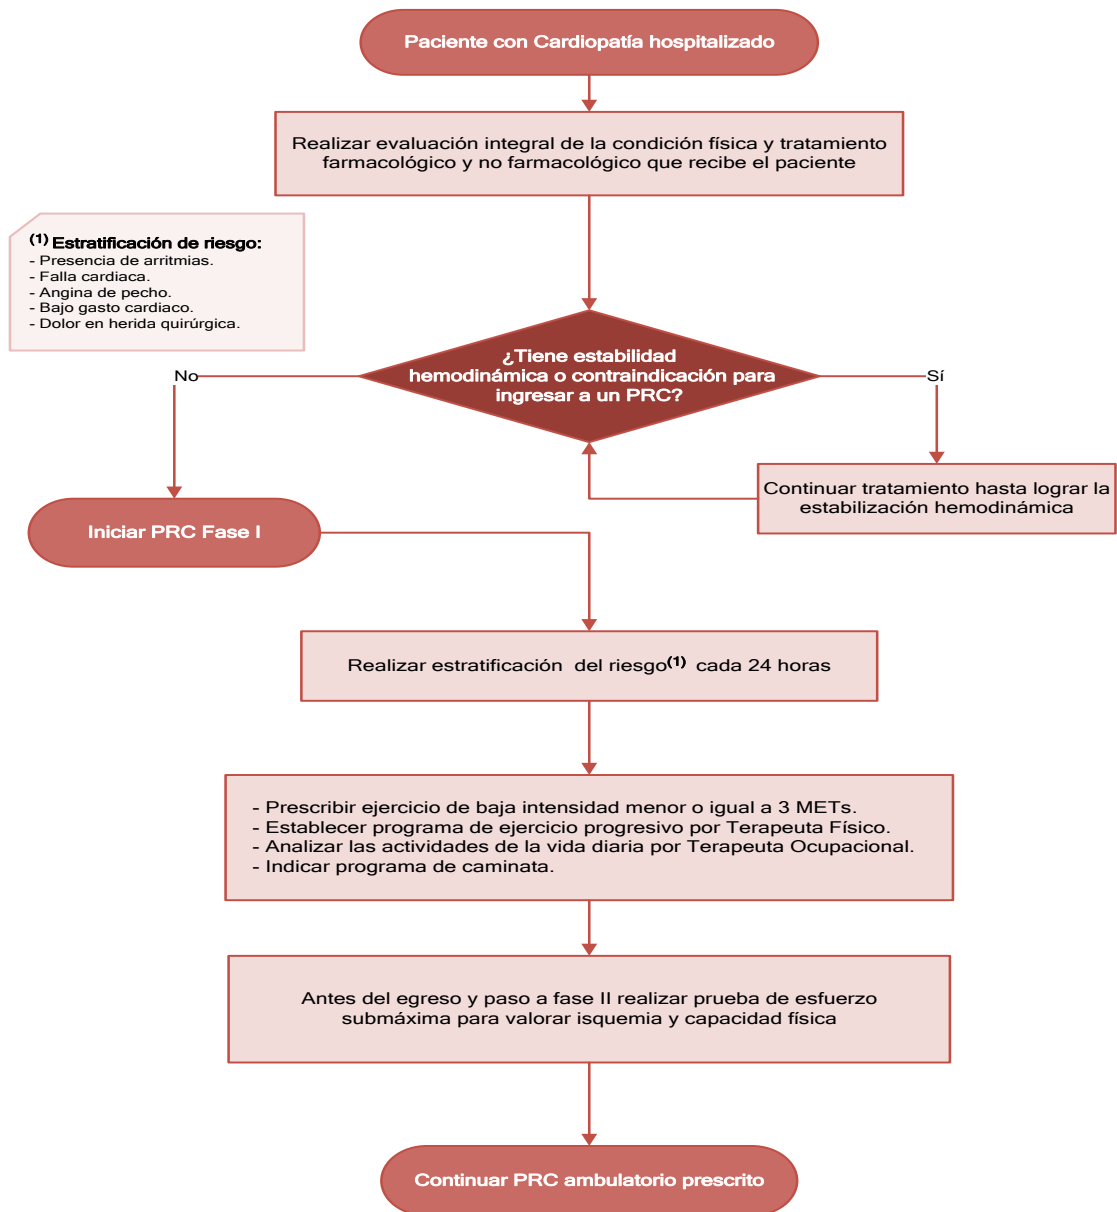 Paciente con Cardiopatía hospitalizado
Realizar evaluación integral de la condición física y tratamiento
farmacológico y no farmacológico que recibe el paciente
(1) Estratificación de riesgo:
- Presencia de arritmias.
- Falla cardiaca.
- Angina de pecho.
- Bajo gasto cardiaco.
- Dolor en herida quirúrgica.
¿Tiene estabilidad
hemodinámica o contraindicación para
ingresar a un PRC?
No
Sí
Continuar tratamiento hasta lograr la
estabilización hemodinámica
Iniciar PRC Fase I
Realizar estratificación del riesgo(1) cada 24 horas
- Prescribir ejercicio de baja intensidad menor o igual a 3 METs.
- Establecer programa de ejercicio progresivo por Terapeuta Físico.
- Analizar las actividades de la vida diaria por Terapeuta Ocupacional.
- Indicar programa de caminata.
Antes del egreso y paso a fase II realizar prueba de esfuerzo
submáxima para valorar isquemia y capacidad física
Continuar PRC ambulatorio prescrito